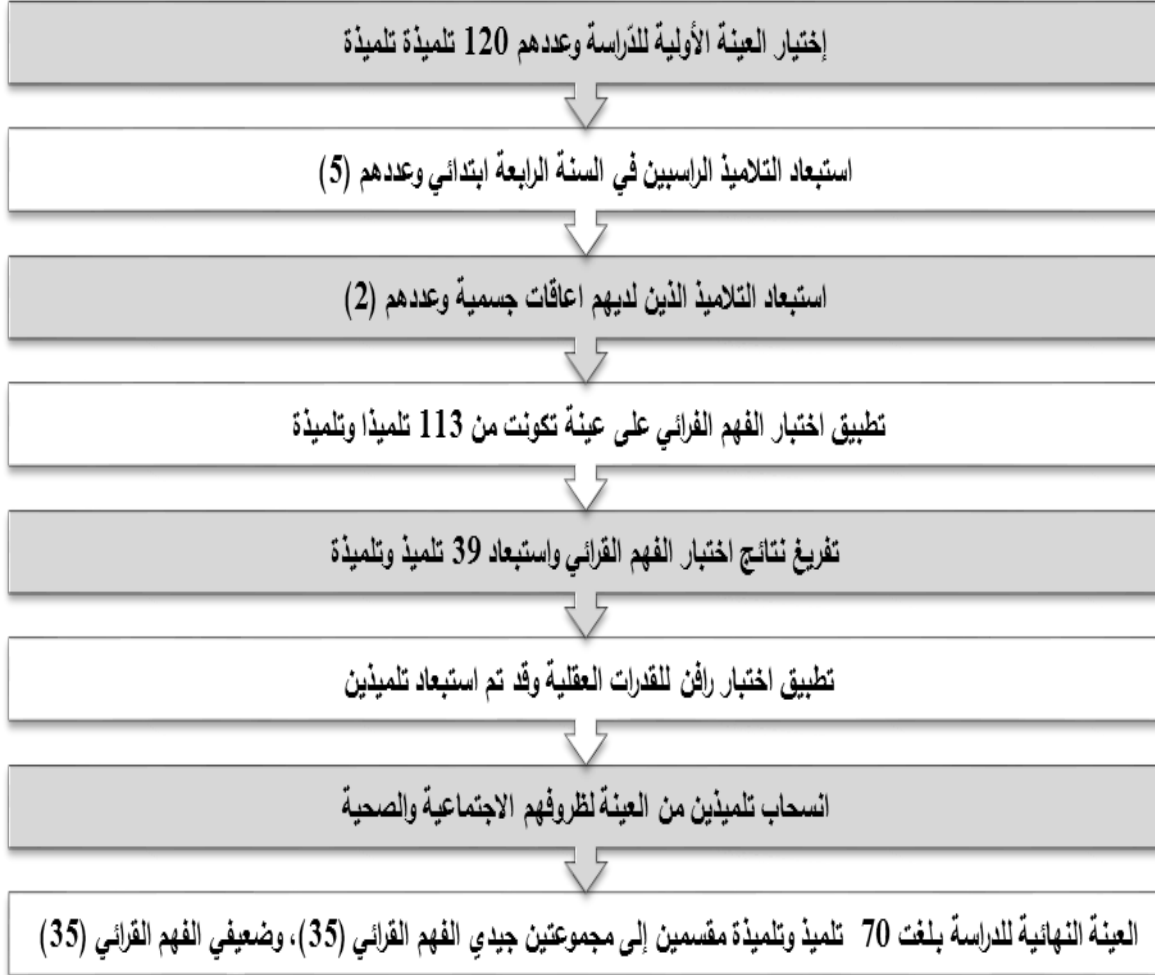 إختيار العينة الأولية للدّراسة وعددهم 120 تلميذة تلميذة
استبعاد التلاميذ الراسبين في السنة الرابعة ابتدائي وعددهم (5)
استبعاد التلاميذ الذين لديهم اعاقات جسمية وعددهم (2)
تطبيق اختبار الفهم الفرائي على عينة تكونت من 113 تلميذا وتلميذة
تفريغ نتائج اختبار الفهم القرائي واستبعاد 39 تلميذ وتلميذة
تطبيق اختبار رافن للقدرات العقلية وقد تم استبعاد تلميذين
انسحاب تلميذين من العينة لظروفهم الاجتماعية والصحية
العينة النهائية للدراسة بلغت 70 تلميذ وتلميذة مقسمين إلى مجموعتين جيدي الفهم القرائي (35)، وضعيفي الفهم القرائي (35)